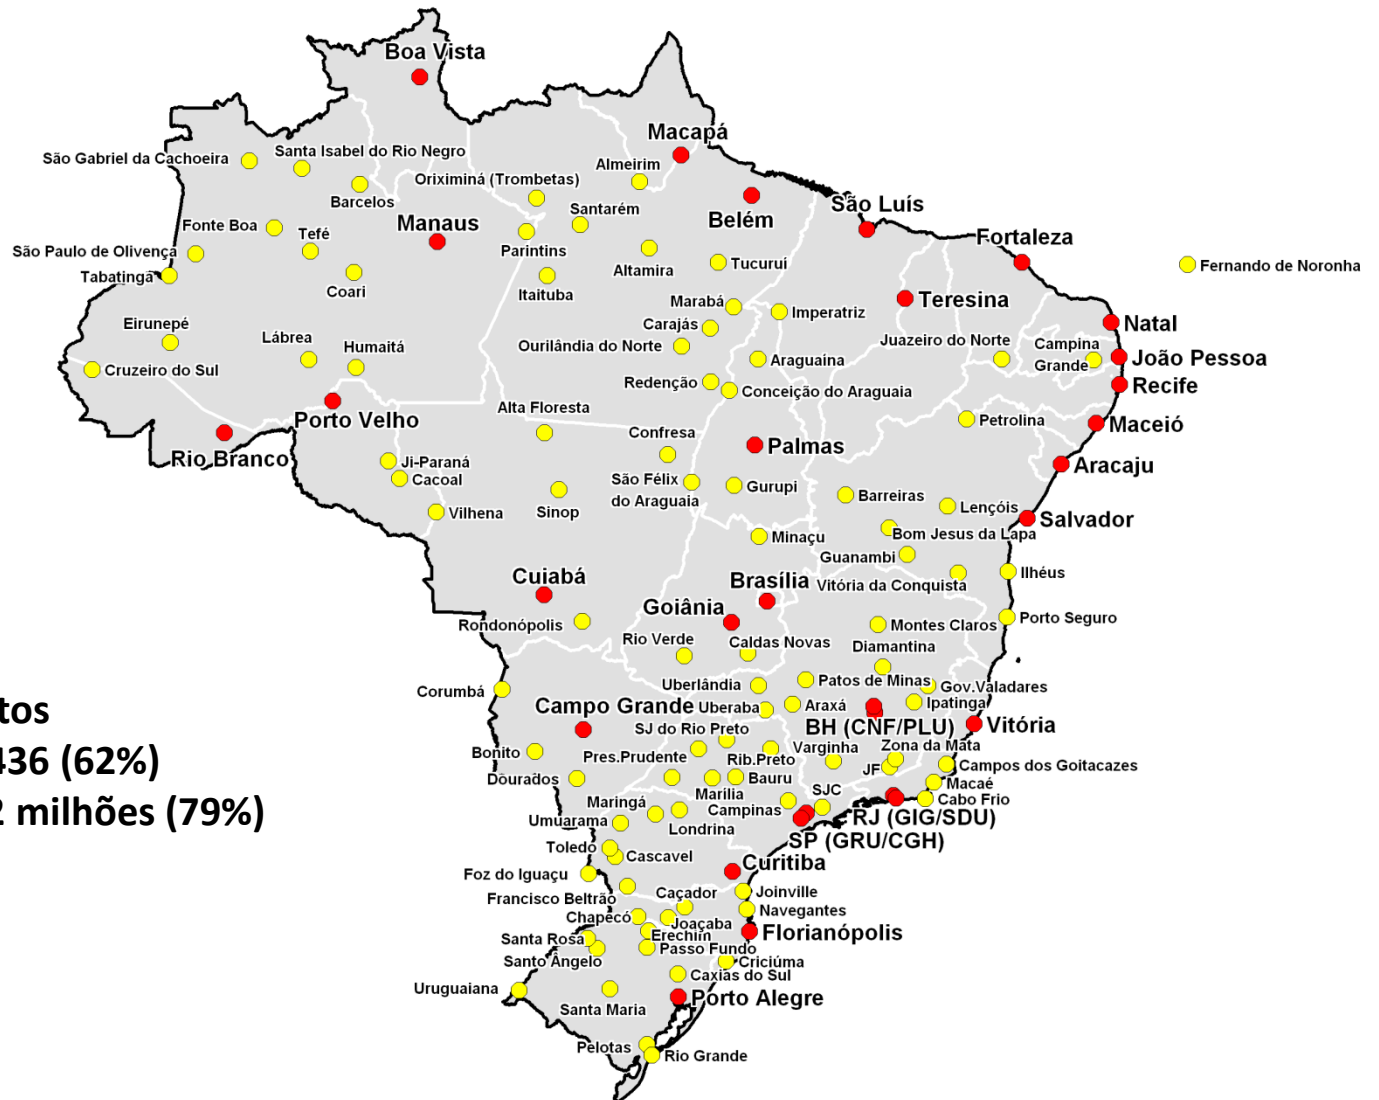 Boa Vista
Macapá
São Gabriel da Cachoeira
Santa Isabel do Rio Negro
Almeirim
Oriximiná (Trombetas)
Barcelos
Santarém
Belém
São Luís
Fonte Boa
Tefé
Manaus
Parintins
Fortaleza
São Paulo de Olivença
Tabatinga
Coari
Itaituba
Altamira
Tucuruí
Fernando de Noronha
Marabá
Imperatriz
Teresina
Eirunepé
Lábrea
Humaitá
Carajás
Natal
Cruzeiro do Sul
Ourilândia do Norte
Araguaina
Juazeiro do Norte
Campina
Grande
João Pessoa
Redenção
Conceição do Araguaia
Recife
Porto Velho
Alta Floresta
Petrolina
Maceió
Rio Branco
Confresa
Palmas
Ji-Paraná
Cacoal
Aracaju
São Félix
do Araguaia
Gurupi
Barreiras
Vilhena
Sinop
Lençóis
Salvador
Minaçu
Bom Jesus da Lapa
Guanambi
Cuiabá
Brasília
Vitória da Conquista
Ilhéus
Goiânia
Rondonópolis
Rio Verde
Caldas Novas
Montes Claros
Porto Seguro
Diamantina
Corumbá
Uberlândia
Patos de Minas
Gov.Valadares
Campo Grande
Uberaba
Araxá
Ipatinga
tos
SJ do Rio Preto
BH (CNF/PLU)
Vitória
Bonito
Pres.Prudente
Rib.Preto
Varginha
Zona da Mata
436 (62%)
Dourados
Bauru
JF
Campos dos Goitacazes
Marília
SJC
Macaé
2 milhões (79%)
Maringá
Campinas
Cabo Frio
Umuarama
Londrina
RJ (GIG/SDU)
Toledo
Cascavel
SP (GRU/CGH)
Foz do Iguaçu
Curitiba
Francisco Beltrão
Caçador
Joinville
Chapecó
Joaçaba
Navegantes
Santa Rosa
Erechim
Florianópolis
Santo Ângelo
Passo Fundo
Criciúma
Caxias do Sul
Uruguaiana
Santa Maria
Porto Alegre
Pelotas
Rio Grande